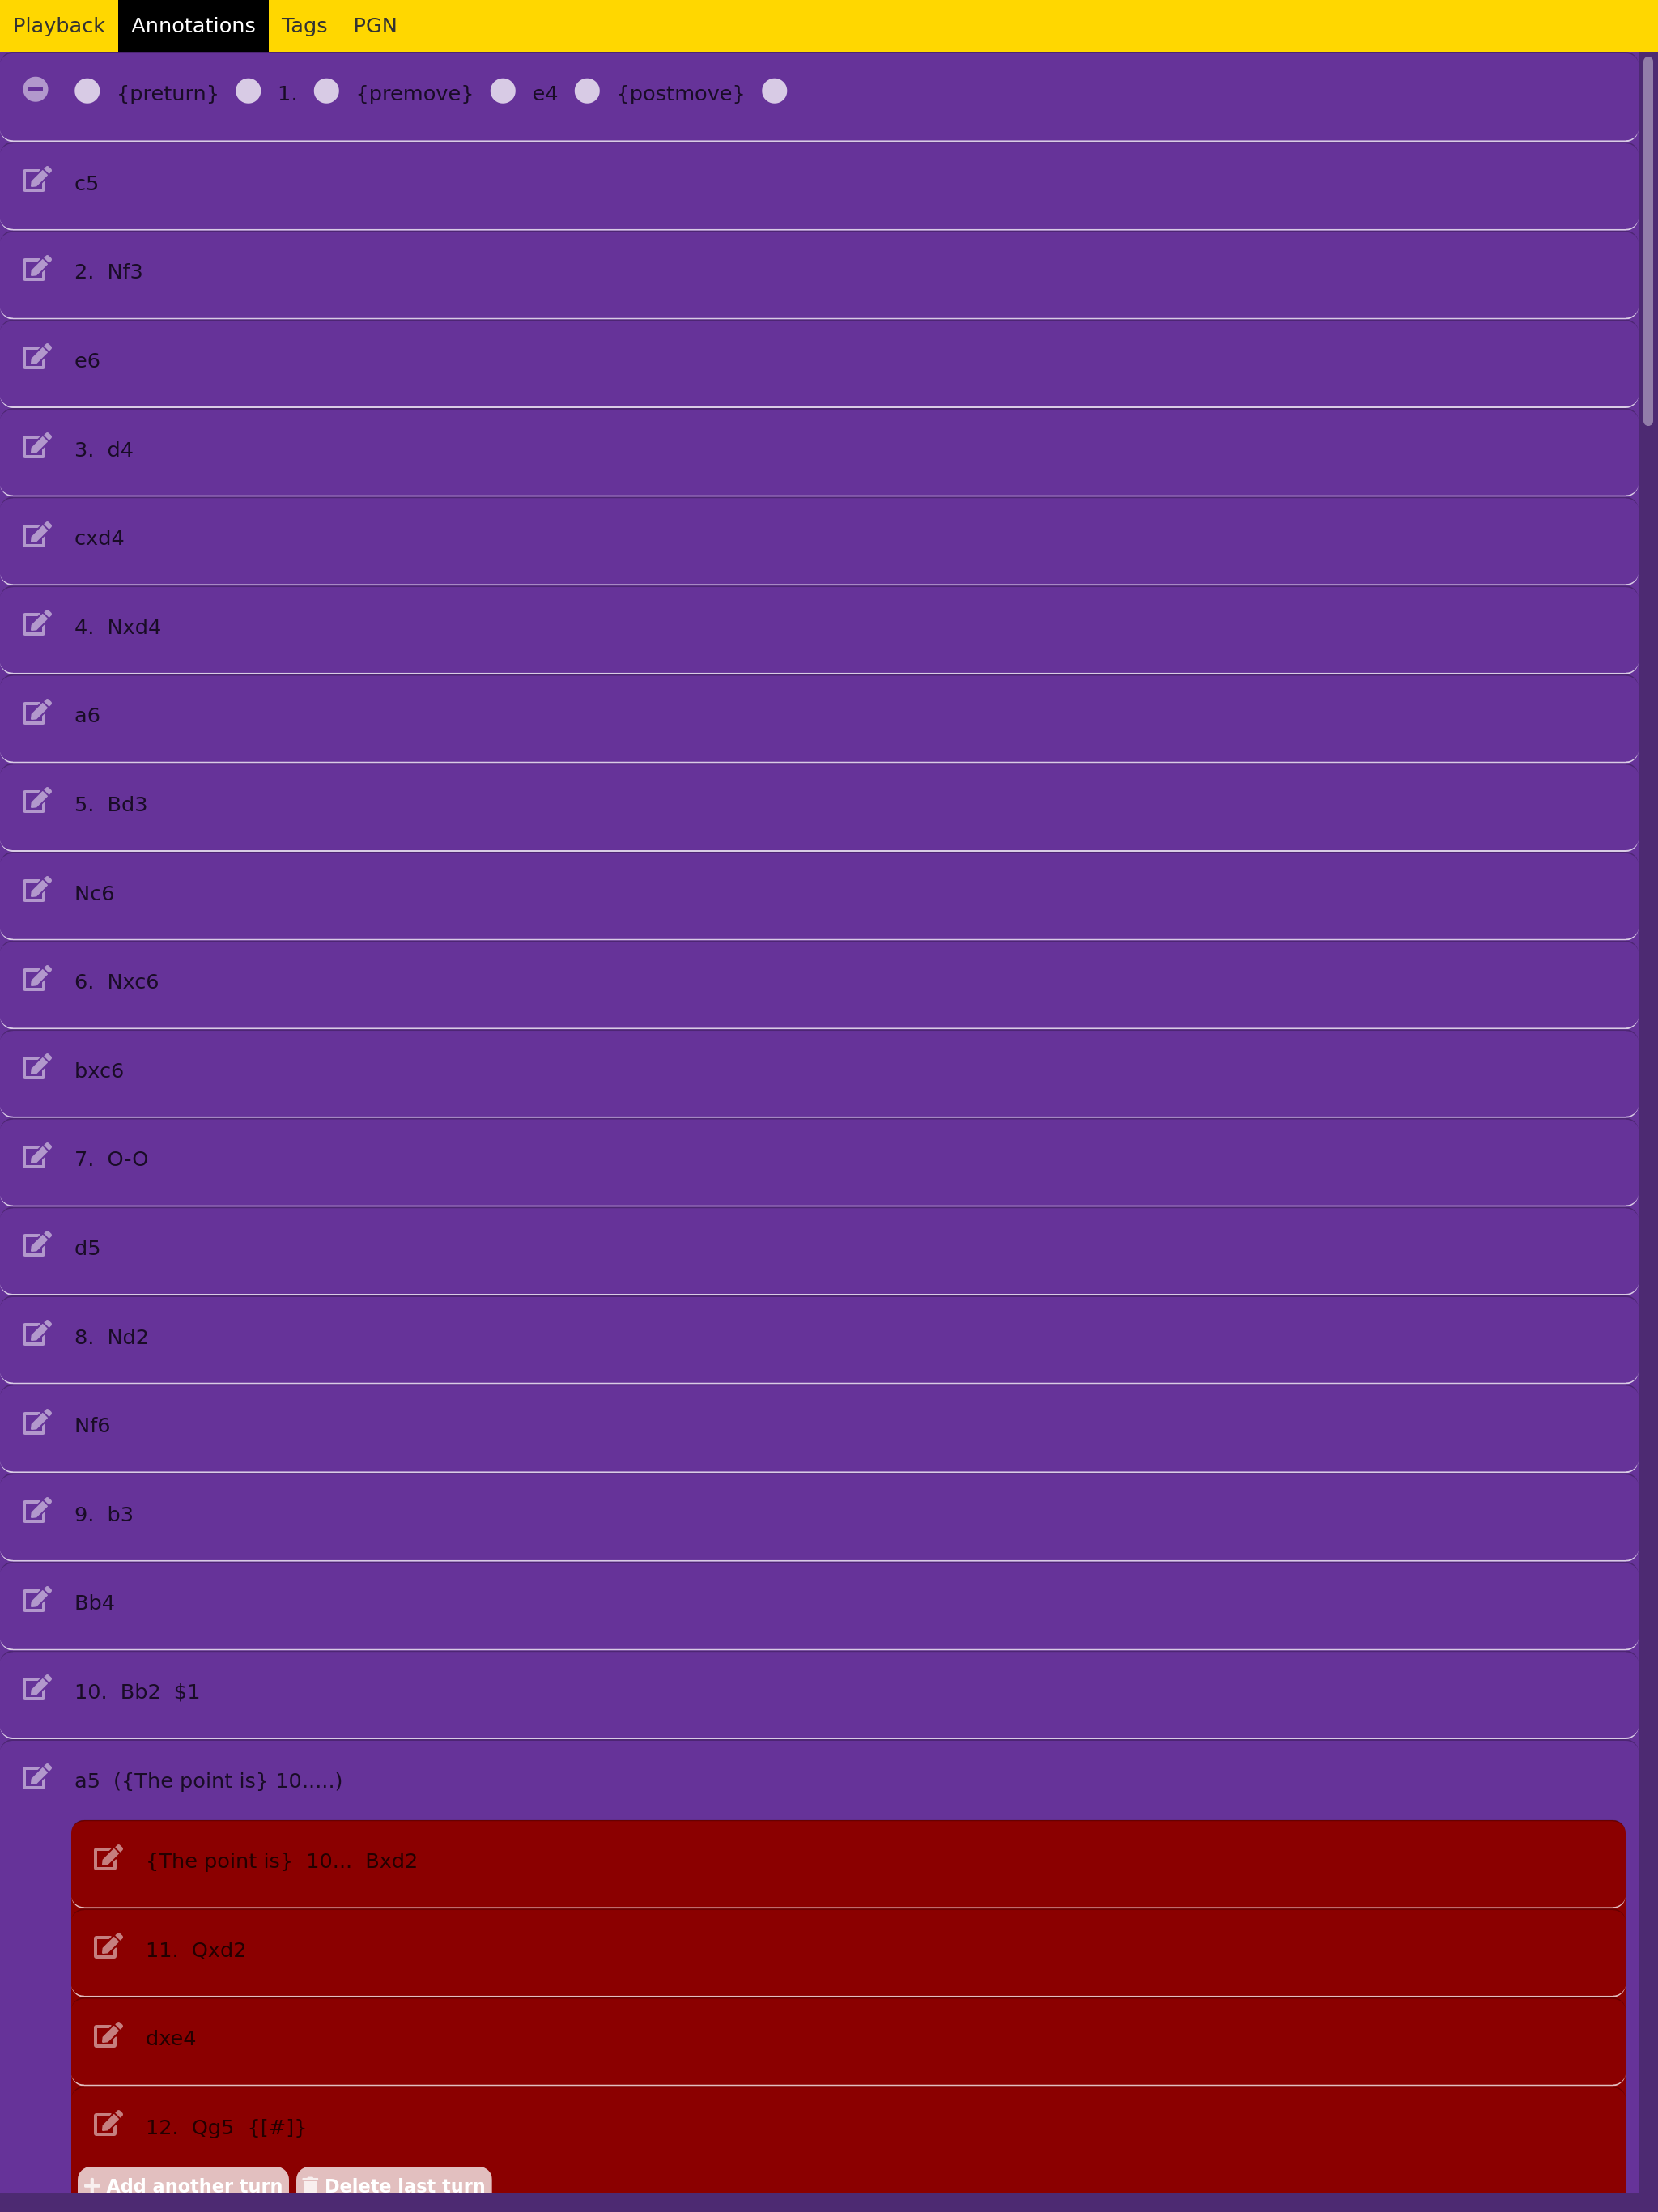 Playback Annotations Tags PGN
{preturn} 1. {premove} e4 {postmove}
c5
2. Nf3
e6
3. d4
cxd4
4. Nxd4
a6
5. Bd3
Nc6
6. Nxc6
bxc6
7. O-O
d5
8. Nd2
Nf6
9. b3
Bb4
10. Bb2 $1
a5 ({The point is} 10.....)
{The point is} 10... Bxd2
11. Qxd2
dxe4
12. Qg5 {[#]}
Add another turn Delete last turn